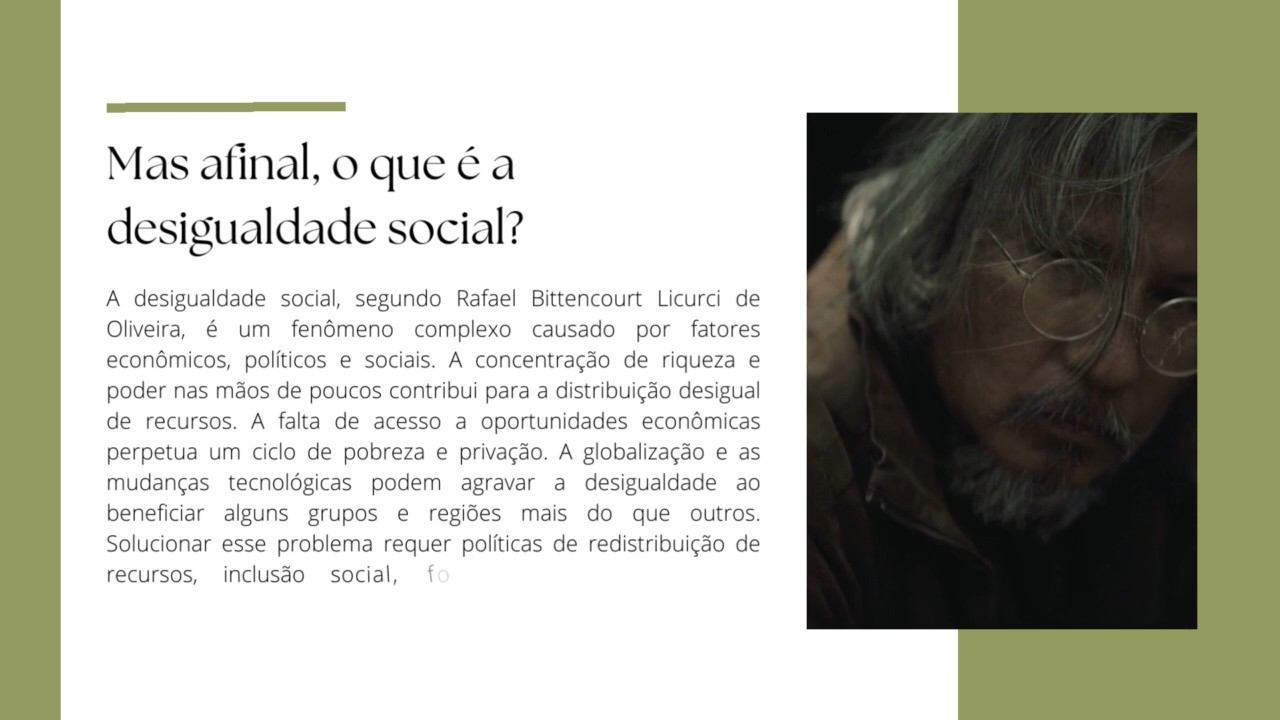 Mas afinal, o que é a
desigualdade social?
A desigualdade social, segundo Rafael Bittencourt Licurci de
Oliveira, é um fenômeno complexo causado por fatores
econômicos, políticos e sociais. A concentração de riqueza e
poder nas mãos de poucos contribui para a distribuição desigual
de recursos. A falta de acesso a oportunidades econômicas
perpetua um ciclo de pobreza e privação. A globalização e as
mudanças tecnológicas podem agravar a desigualdade ao
beneficiar alguns grupos e regiões mais do que outros.
Solucionar esse problema requer políticas de redistribuição de
recursos, inclusão social, fo